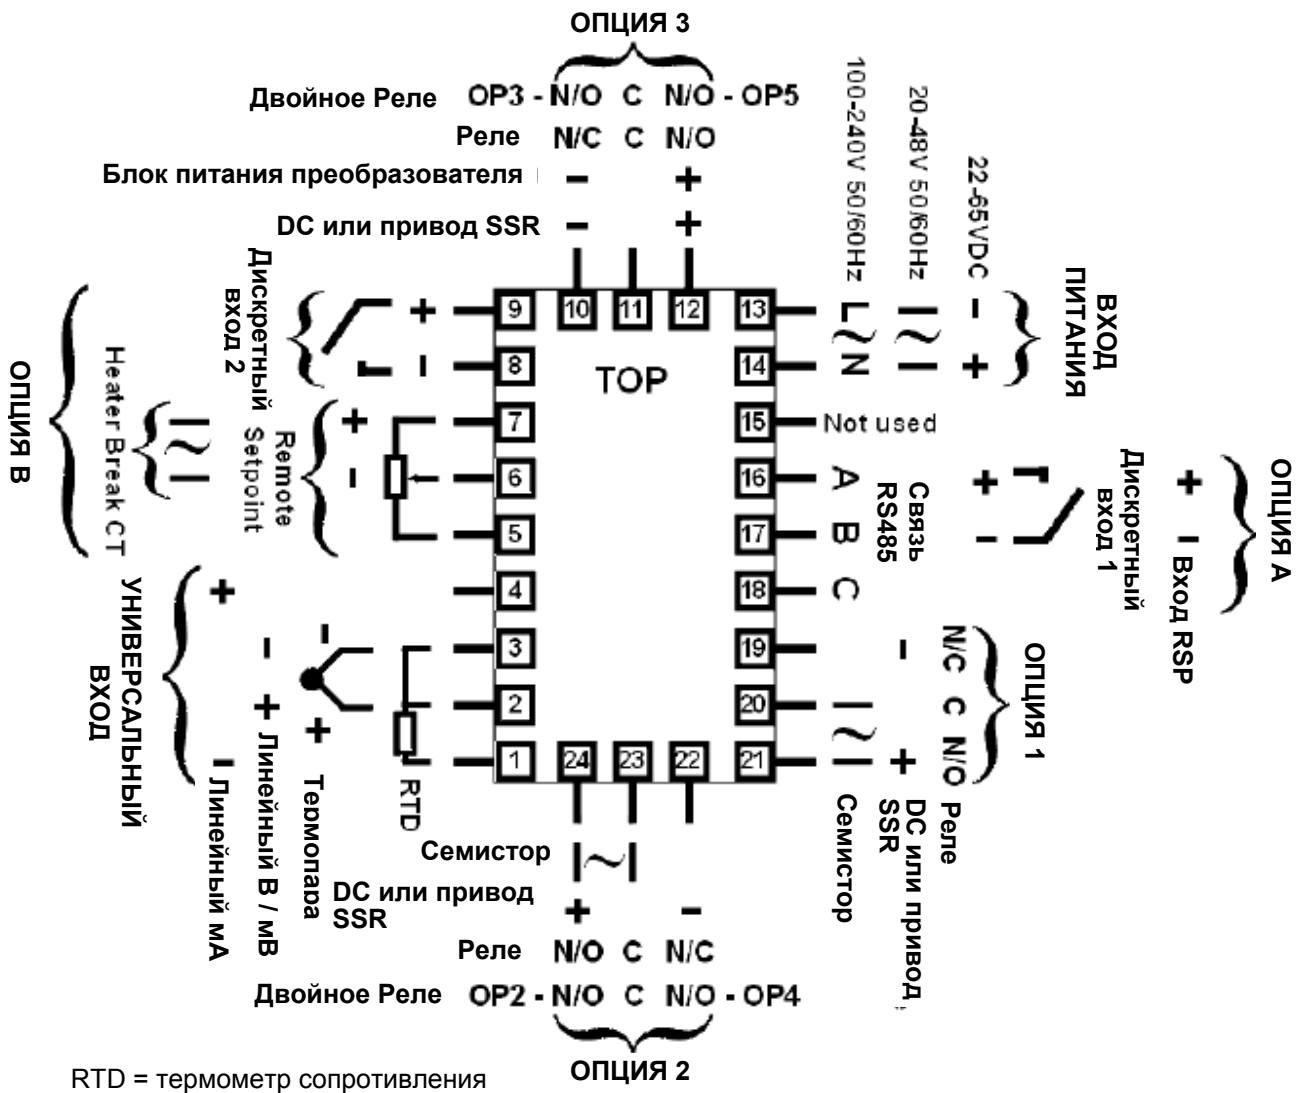 ОПЦИЯ 3
Двойное Реле OP3 - N/O C N/O - OP5
Реле N/C C N/O
Блок питания преобразователя - +
DC или привод SSR - +
100-240V 50/60Hz
L ~ N
20-48V 50/60Hz
~
22-65VDC
- +
ВХОД
ПИТАНИЯ
ОПЦИЯ B
Дискретный
вход 2
+
-
Heater Break CT
~
Remote
Setpoint
+
-
9
8
7
6
5
4
3
2
1
10 11 12
TOP
13
14
15 Not used
16 A
17 B
18 C
19
20
21
24 23 22
Связь
RS485
+
-
Дискретный
вход 1
+
- Вход RSP
ОПЦИЯ A
УНИВЕРСАЛЬНЫЙ
ВХОД
+
- Линейный мА
-
+ Линейный В / мВ
-
+
Термопара
RTD
~
Семистор
-
+
DC или привод
SSR
N/C C N/O
Реле
ОПЦИЯ 1
Семистор ~
DC или привод
SSR + -
Реле N/O C N/C
Двойное Реле OP2 - N/O C N/O - OP4
ОПЦИЯ 2
RTD = термометр сопротивления